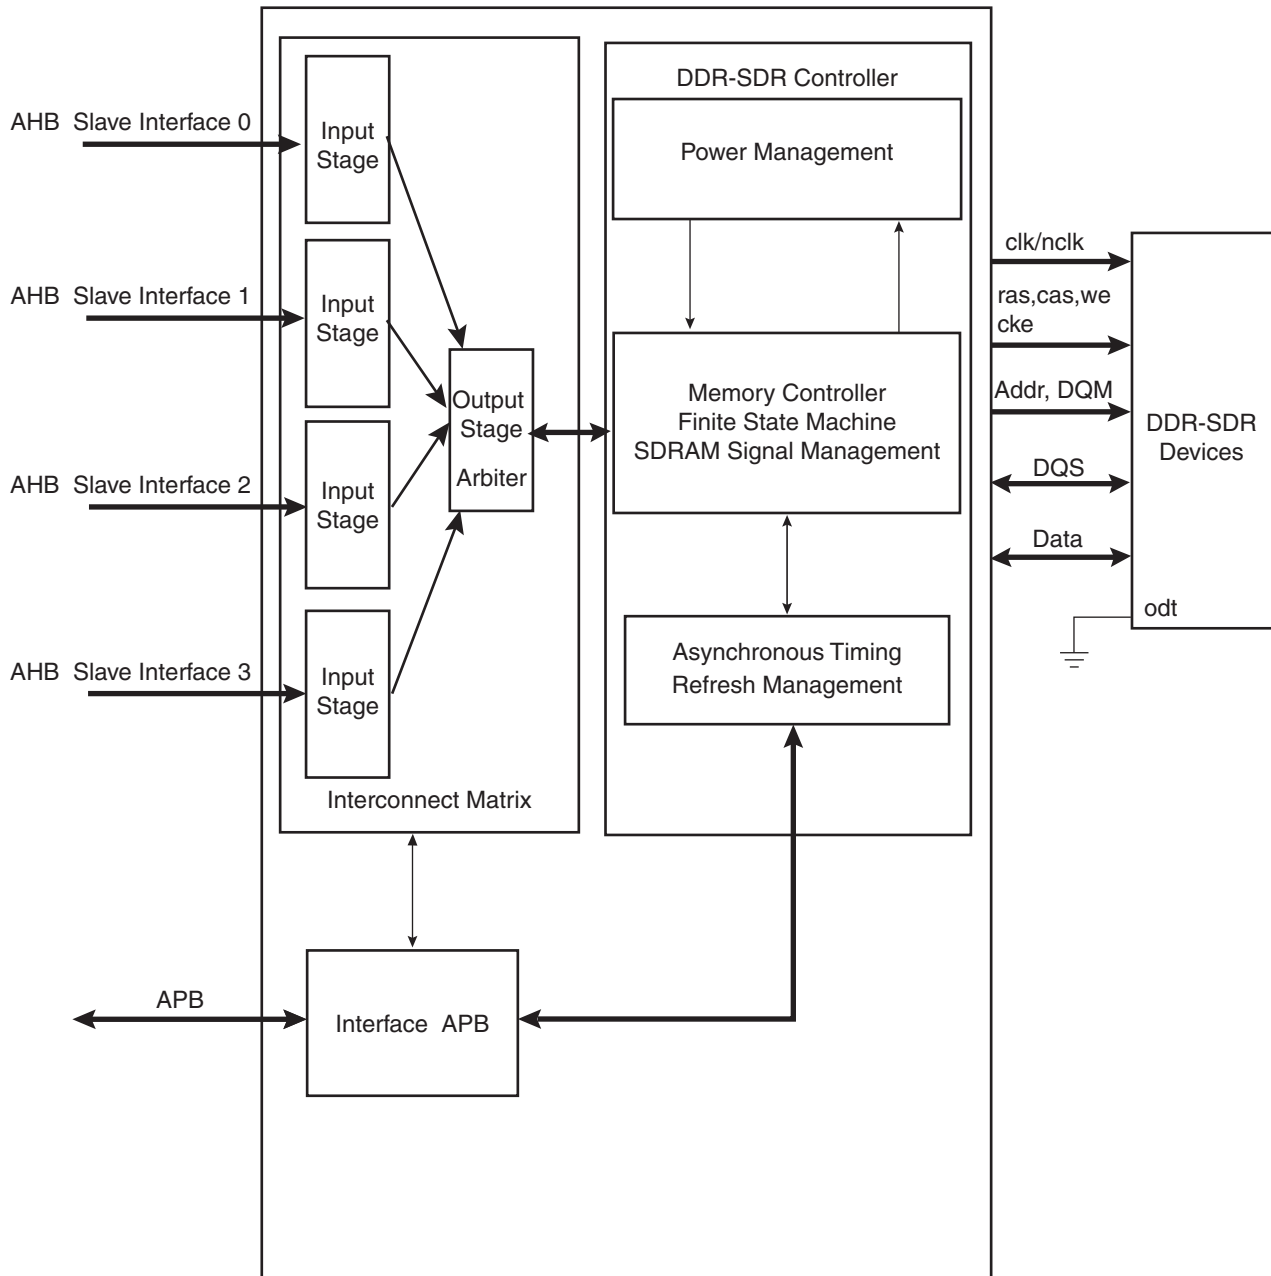 DDR-SDR Controller
AHB  Slave Interface 0
Input
Stage
Power Management
AHB  Slave Interface 1
Input
Stage
clk/nclk
ras,cas,we
cke
Output
Stage
Arbiter
Memory Controller
Finite State Machine
SDRAM Signal Management
Addr, DQM
DDR-SDR
Devices
AHB  Slave Interface 2
Input
Stage
DQS
Data
odt
AHB  Slave Interface 3
Input
Stage
Asynchronous Timing
Refresh Management
Interconnect Matrix
APB
Interface  APB